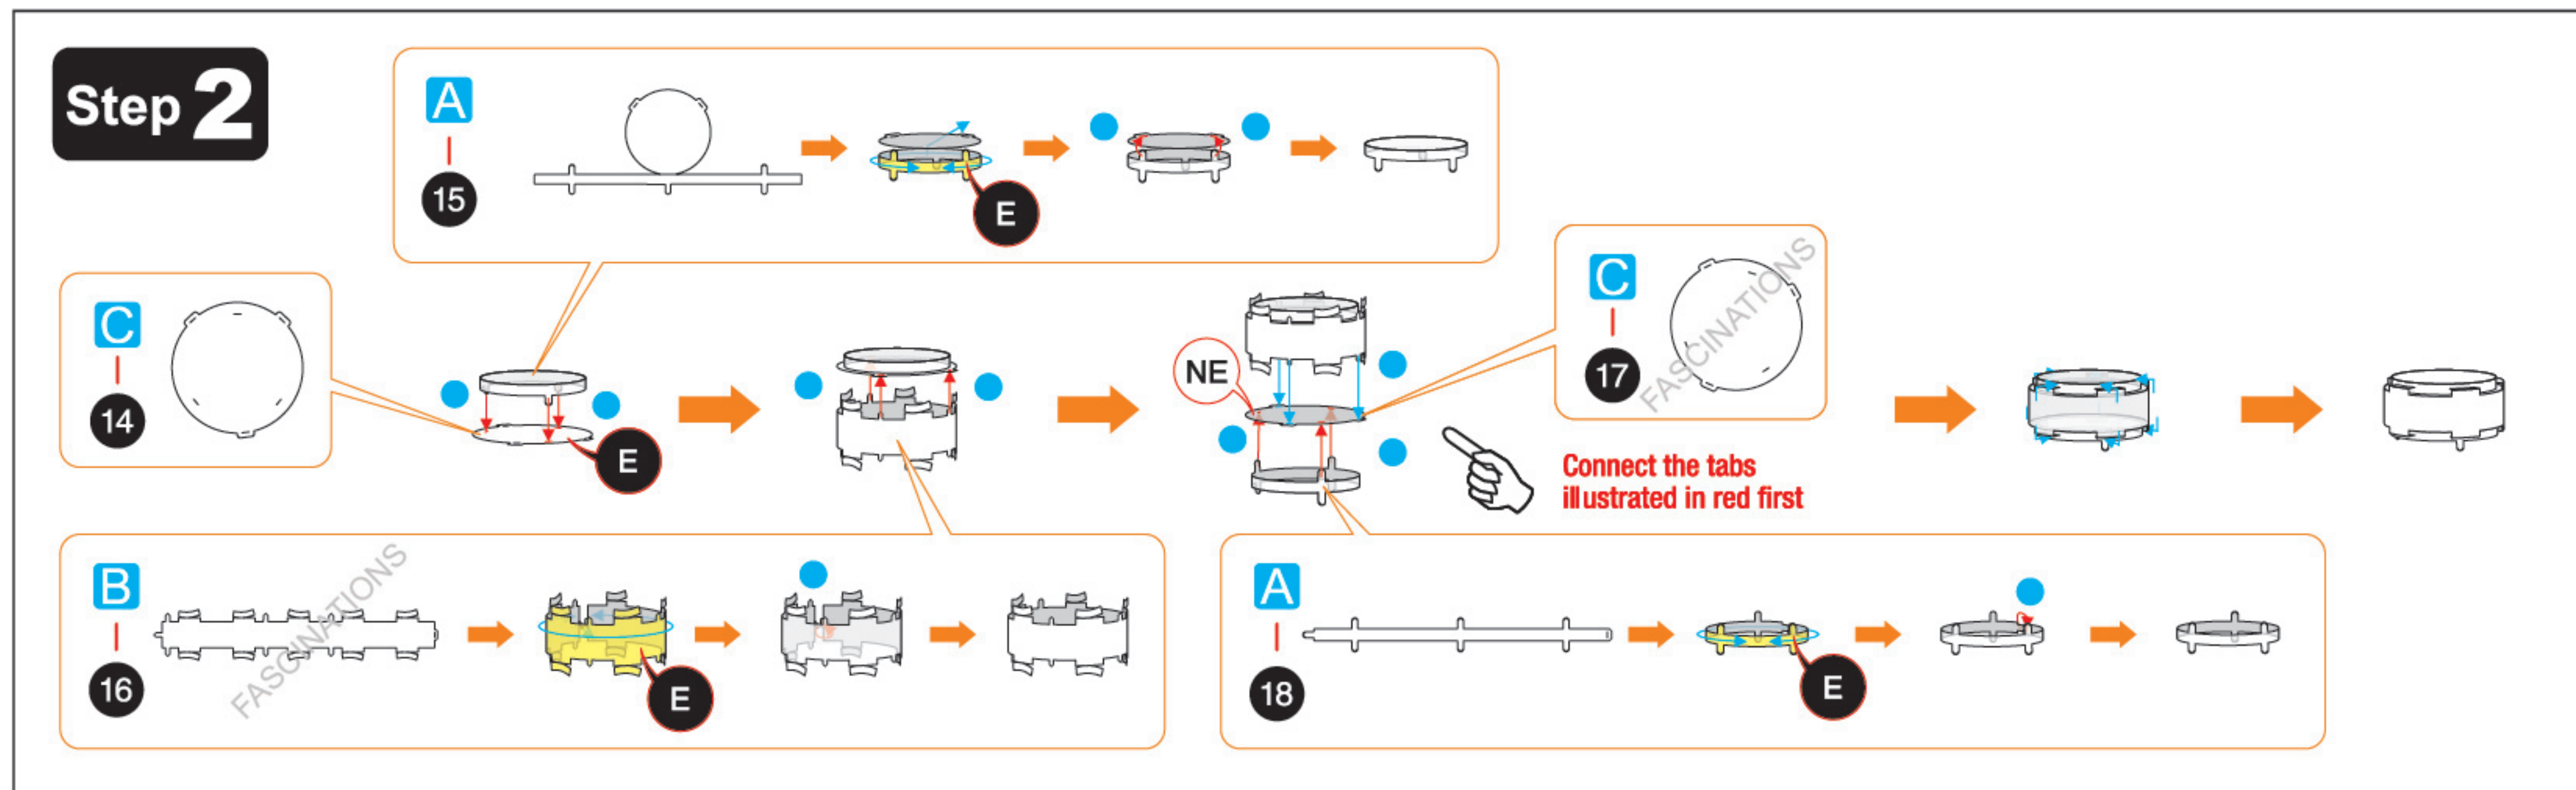 Step 2
A
15
E
C
14
E
NE
C
17
FASCINATIONS
Connect the tabs
illustrated in red first
B
16
FASCINATIONS
E
A
18
E